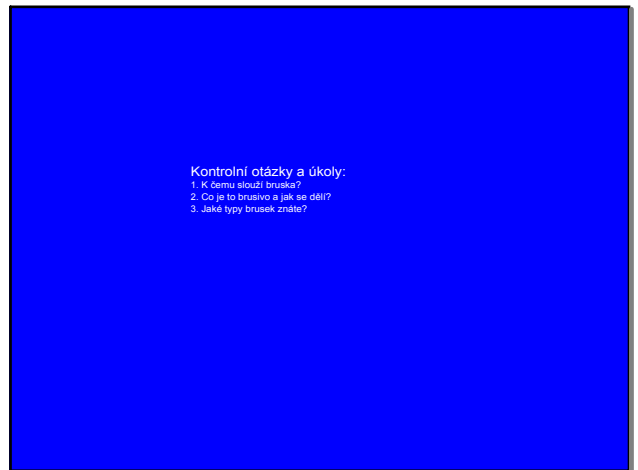 Kontrolní otázky a úkoly:
1. K čemu slouží bruska?
2. Co je to brusivo a jak se dělí?
3. Jaké typy brusek znáte?